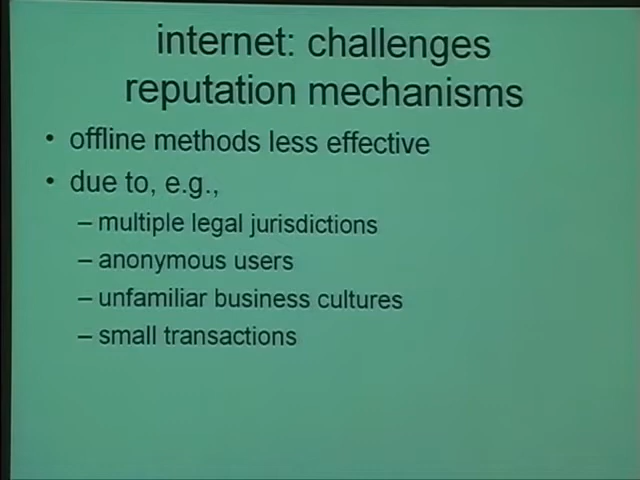 internet: challenges
reputation mechanisms
• offline methods less effective
• due to, e.g.,
– multiple legal jurisdictions
– anonymous users
– unfamiliar business cultures
– small transactions